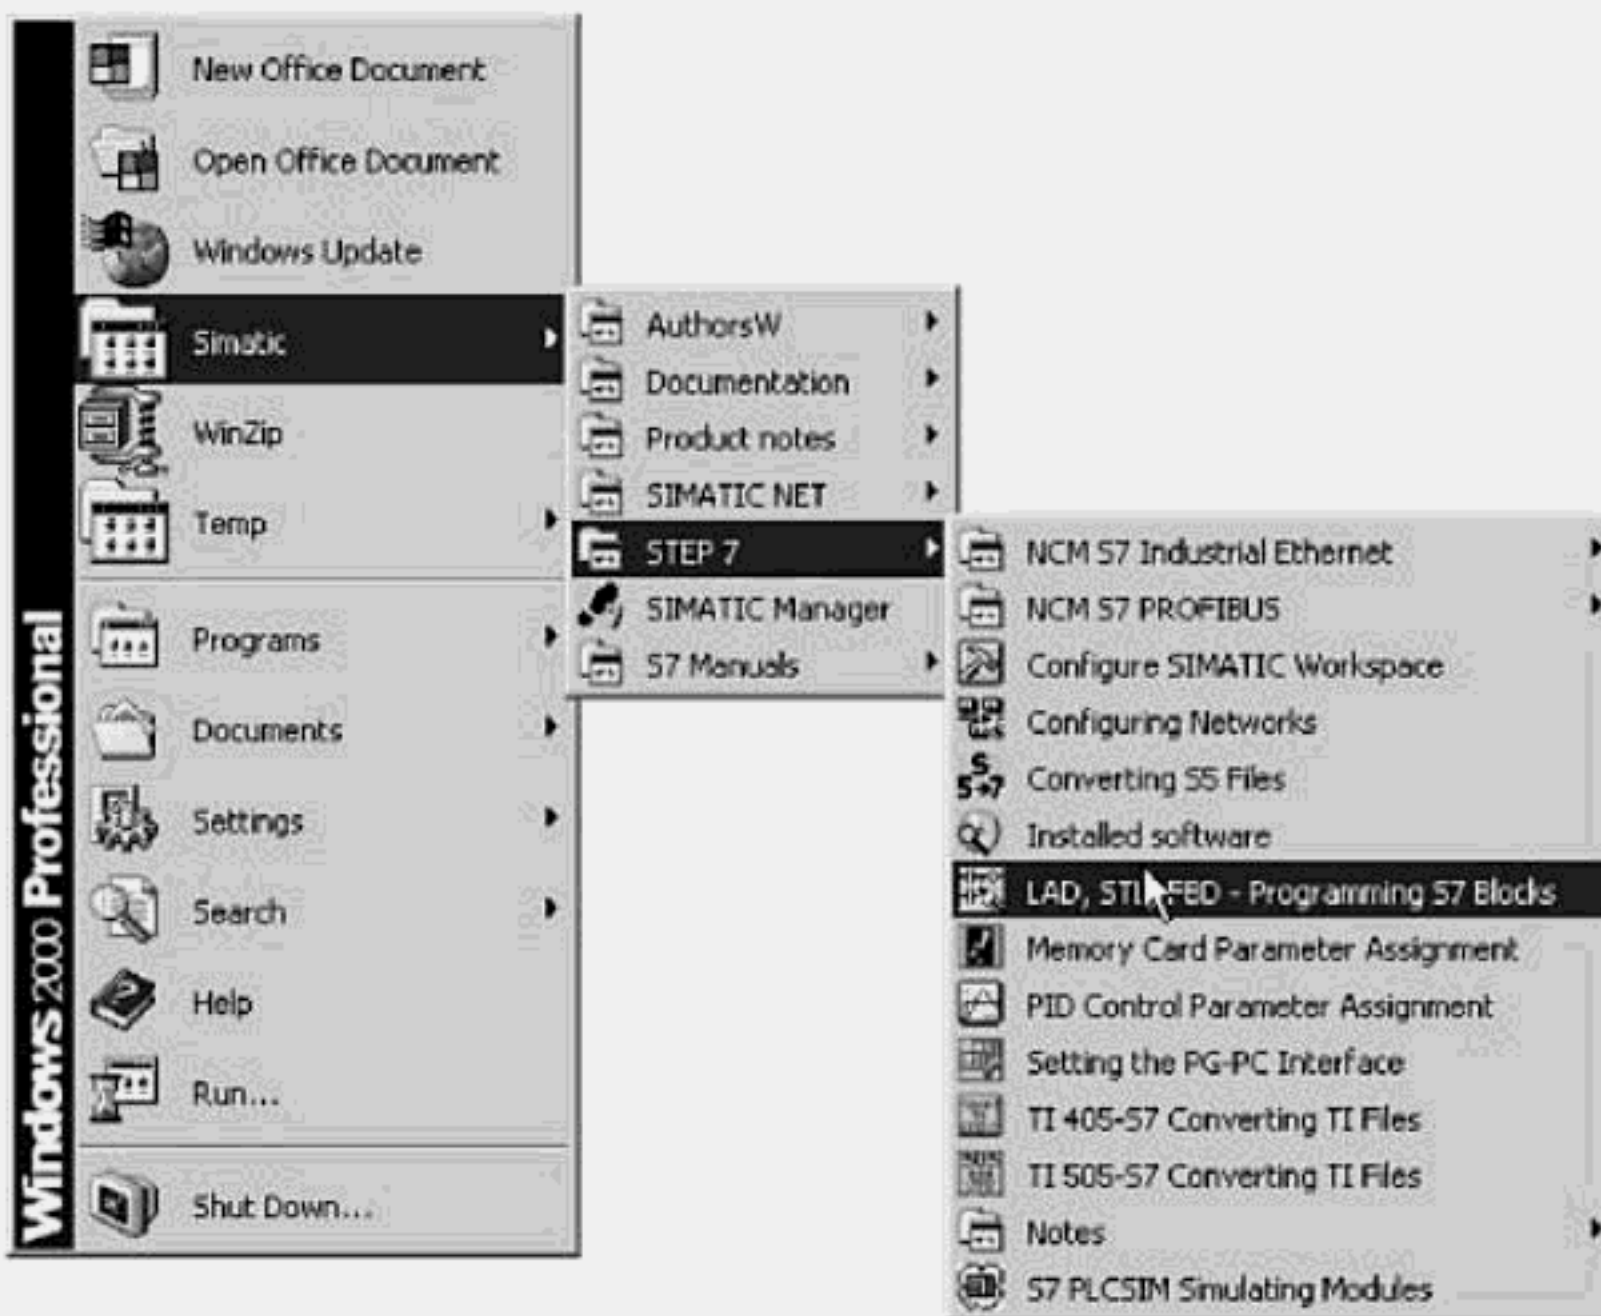 New Office Document
Open Office Document
Windows Update
Simatic
WinZip
Temp
Programs
Documents
Settings
Search
Help
Run...
Shut Down...
Windows 2000 Professional
AuthorsW
Documentation
Product notes
SIMATIC NET
STEP 7
SIMATIC Manager
S7 Manuals
NCM S7 Industrial Ethernet
NCM S7 PROFIBUS
Configure SIMATIC Workspace
Configuring Networks
Converting S5 Files
Installed software
LAD, STL, FBD - Programming S7 Blocks
Memory Card Parameter Assignment
PID Control Parameter Assignment
Setting the PG-PC Interface
TI 405-S7 Converting TI Files
TI 505-S7 Converting TI Files
Notes
S7 PLCSIM Simulating Modules